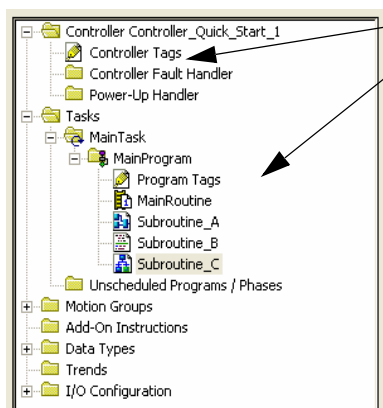 Controller Controller_Quick_Start_1
Controller Tags
Controller Fault Handler
Power-Up Handler
Tasks
MainTask
MainProgram
Program Tags
MainRoutine
Subroutine_A
Subroutine_B
Subroutine_C
Unscheduled Programs / Phases
Motion Groups
Add-On Instructions
Data Types
Trends
I/O Configuration